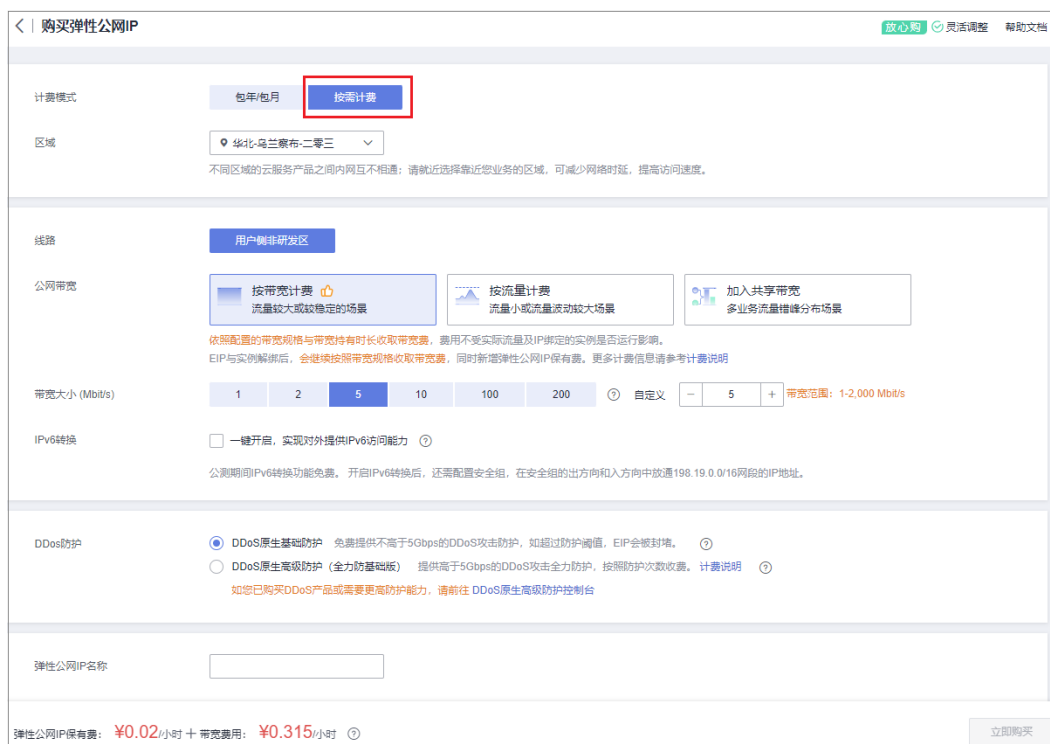 购买弹性公网IP 放心购 灵活调整 帮助文档
计费模式 包年/包月 按需计费
区域 华北-乌兰察布-二零三
不同区域的云服务产品之间内网互不相通；请就近选择靠近您业务的区域，可减少网络时延，提高访问速度。
线路 用户侧非研发区
公网带宽 按带宽计费 按流量计费 加入共享带宽
流量较大或较稳定的场景 流量小或流量波动较大场景 多业务流量错峰分布场景
依照配置的带宽规格与带宽持有时长收取带宽费，费用不受实际流量及IP绑定的实例是否运行影响。
EIP与实例解绑后，会继续按照带宽规格收取带宽费，同时新增弹性公网IP保有费。更多计费信息请参考计费说明
带宽大小 (Mbit/s) 1 2 5 10 100 200 ? 自定义 − 5 + 带宽范围：1-2,000 Mbit/s
IPv6转换 一键开启，实现对外提供IPv6访问能力 ?
公测期间IPv6转换功能免费。 开启IPv6转换后，还需配置安全组，在安全组的出方向和入方向中放通198.19.0.0/16网段的IP地址。
DDos防护 DDoS原生基础防护 免费提供不高于5Gbps的DDoS攻击防护，如超过防护阈值，EIP会被封堵。 ?
DDoS原生高级防护（全力防基础版） 提供高于5Gbps的DDoS攻击全力防护，按照防护次数收费。 计费说明 ?
如您已购买DDoS产品或需要更高防护能力，请前往 DDoS原生高级防护控制台
弹性公网IP名称
弹性公网IP保有费： ¥0.02/小时 + 带宽费用： ¥0.315/小时 ? 立即购买